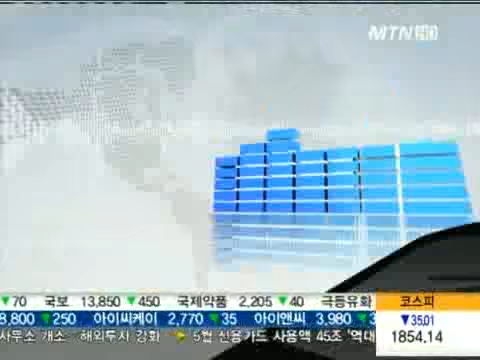 MTN HD
▼70 국보 13,850 ▼450 국제약품 2,205 ▼40 극동유화
8,800 ▼250 아이씨케이 2,770 ▼35 아이앤씨 3,980
사무소 개소 해외투자 강화 ▶ 5월 신용카드 사용액 45조 '역대
코스피
▼35,01
1854.14